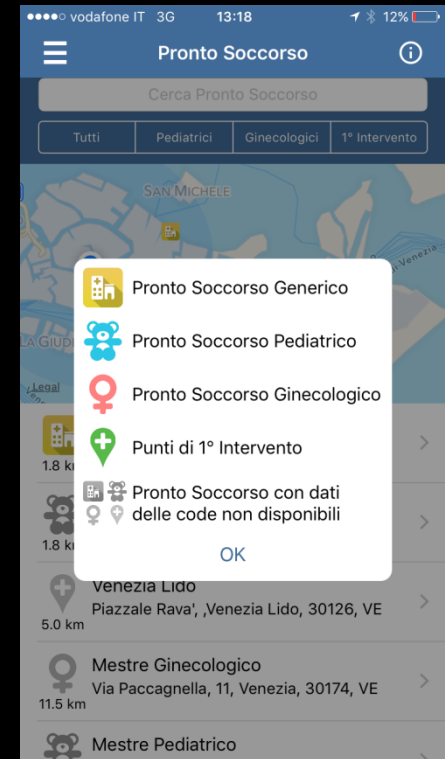 vodafone IT 3G 13:18 12%
Pronto Soccorso
Cerca Pronto Soccorso
Tutti Pediatrici Ginecologici 1° Intervento
SAN MICHELE
di Venezia
LA GIUD
Legal
Pronto Soccorso Generico
Pronto Soccorso Pediatrico
Pronto Soccorso Ginecologico
Punti di 1° Intervento
Pronto Soccorso con dati
delle code non disponibili
OK
1.8 k
1.8 k
Venezia Lido
Piazzale Rava', ,Venezia Lido, 30126, VE
5.0 km
Mestre Ginecologico
Via Paccagnella, 11, Venezia, 30174, VE
11.5 km
Mestre Pediatrico